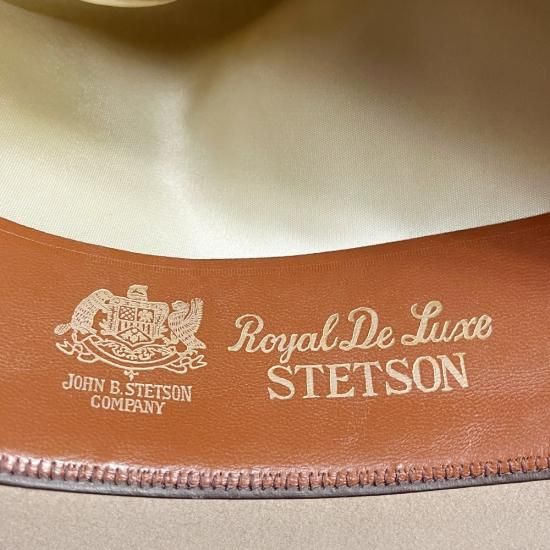 JOHN B. STETSON
COMPANY
Royal De Luxe
STETSON